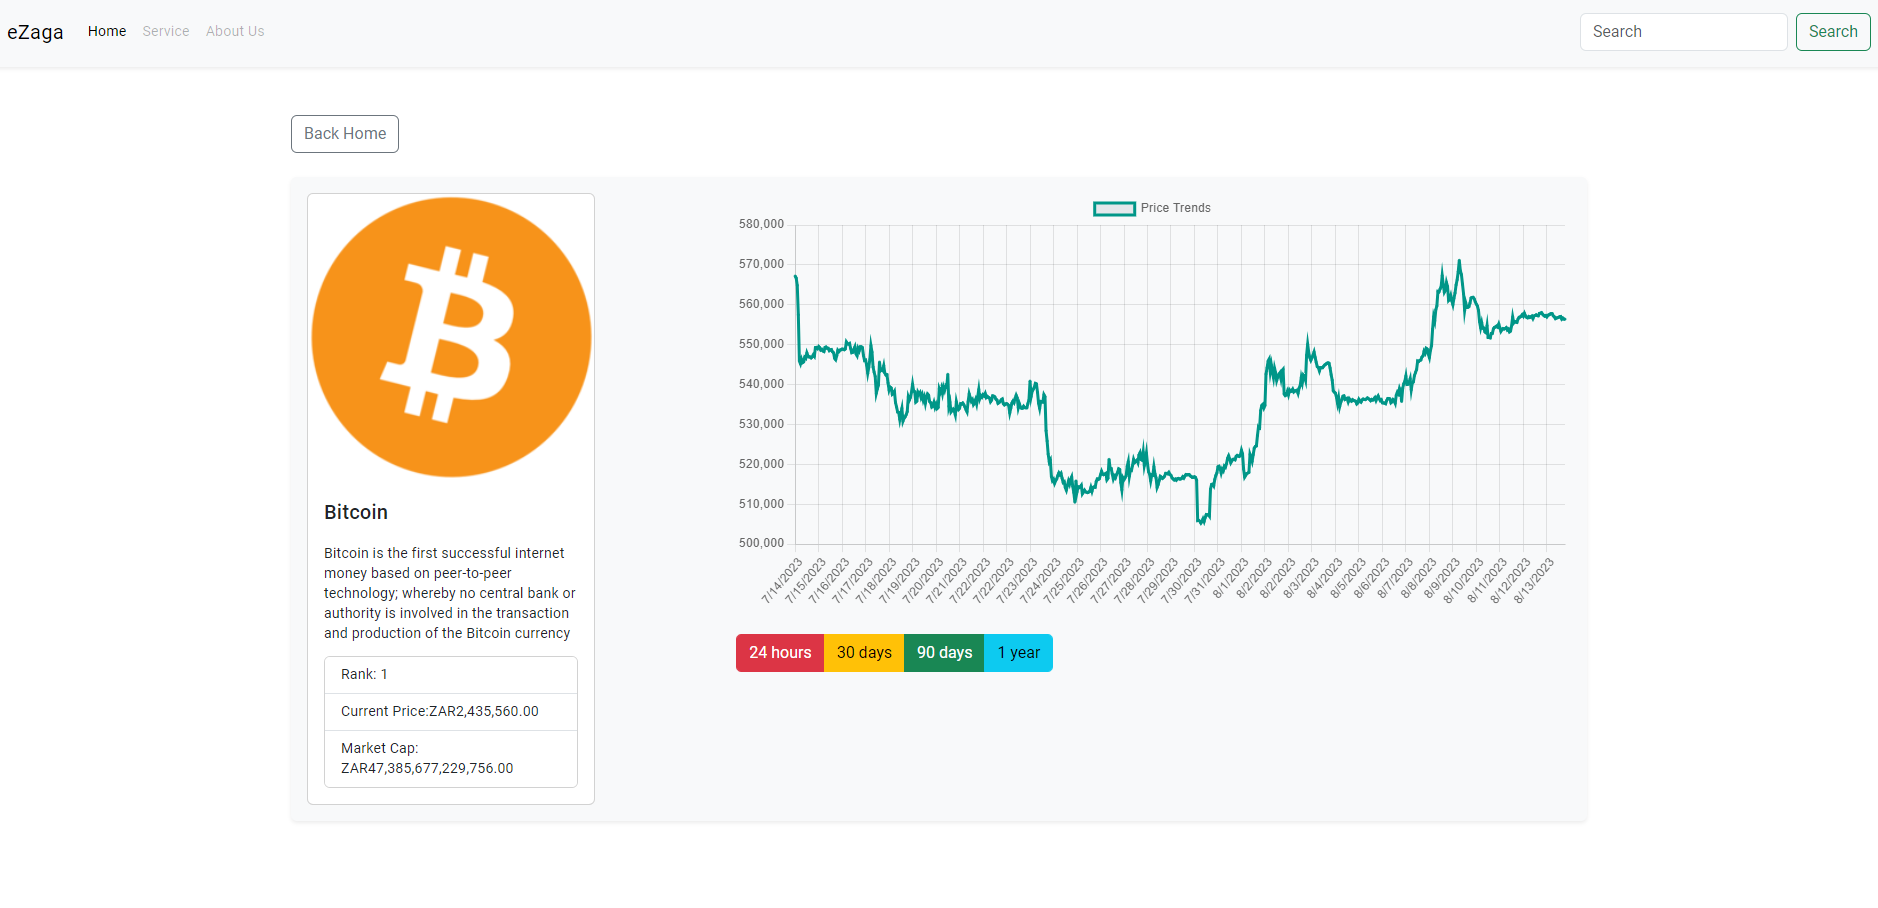 eZaga
Home
Service
About Us
Search
Search
Back Home
Bitcoin
Bitcoin is the first successful internet
money based on peer-to-peer
technology; whereby no central bank or
authority is involved in the transaction
and production of the Bitcoin currency
Rank: 1
Current Price:ZAR2,435,560.00
Market Cap:
ZAR47,385,677,229,756.00
Price Trends
580,000
570,000
560,000
550,000
540,000
530,000
520,000
510,000
500,000
7/14/2023
7/15/2023
7/16/2023
7/17/2023
7/18/2023
7/19/2023
7/20/2023
7/21/2023
7/22/2023
7/22/2023
7/23/2023
7/24/2023
7/25/2023
7/26/2023
7/27/2023
7/28/2023
7/29/2023
7/30/2023
7/31/2023
8/1/2023
8/2/2023
8/2/2023
8/3/2023
8/4/2023
8/5/2023
8/6/2023
8/7/2023
8/8/2023
8/9/2023
8/10/2023
8/11/2023
8/12/2023
8/13/2023
24 hours
30 days
90 days
1 year